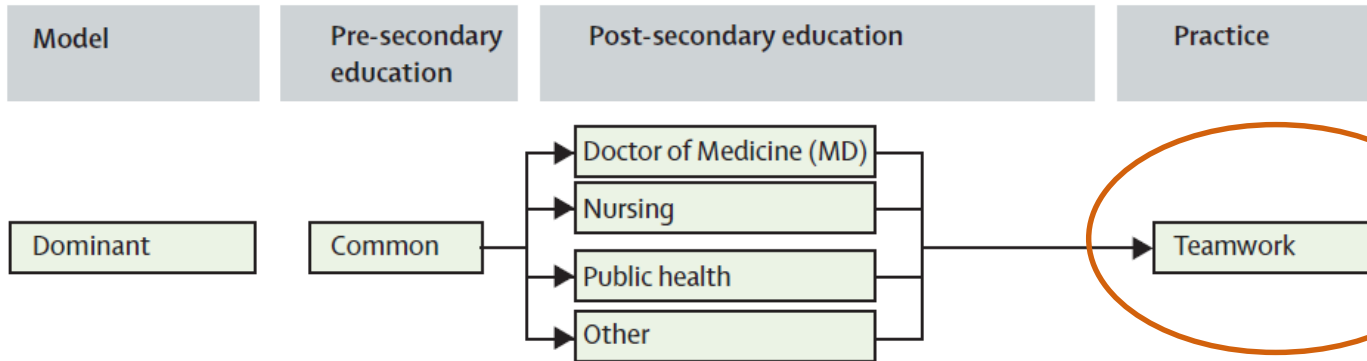 Model
Pre-secondary
education
Post-secondary education
Practice
Dominant
Common
Doctor of Medicine (MD)
Nursing
Public health
Other
Teamwork